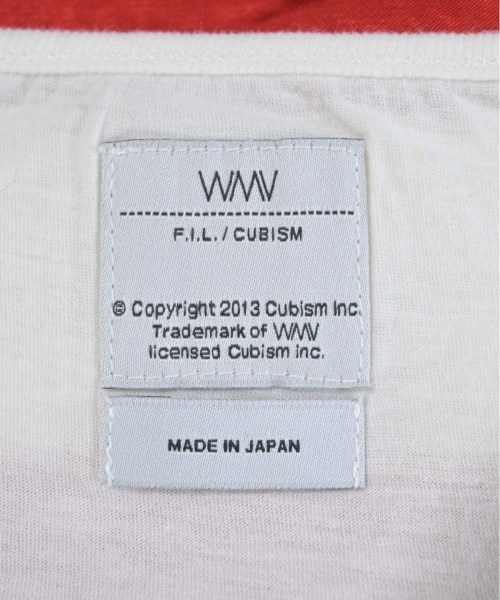 WMV
F.I.L. / CUBISM
© Copyright 2013 Cubism Inc.
Trademark of WMV
licensed Cubism inc.
MADE IN JAPAN